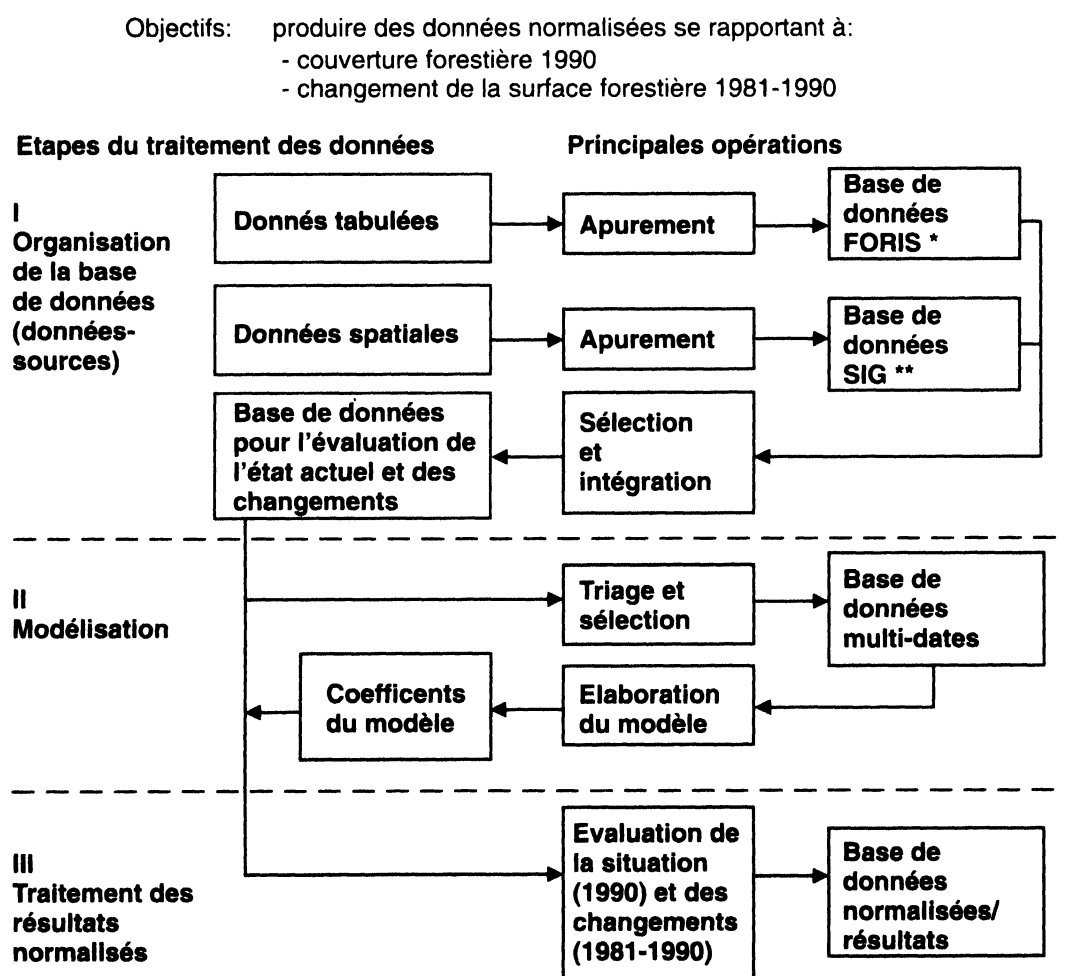 Objectifs: produire des données normalisées se rapportant à:
- couverture forestière 1990
- changement de la surface forestière 1981-1990
Etapes du traitement des données
Principales opérations
I
Organisation
de la base
de données
(données-
sources)
Donnés tabulées
Apurement
Base de
données
FORIS *
Données spatiales
Apurement
Base de
données
SIG **
Base de données
pour l'évaluation de
l'état actuel et des
changements
Sélection
et
intégration
II
Modélisation
Triage et
sélection
Base de
données
multi-dates
Coefficents
du modèle
Elaboration
du modèle
III
Traitement des
résultats
normalisés
Evaluation de
la situation
(1990) et des
changements
(1981-1990)
Base de
données
normalisées/
résultats